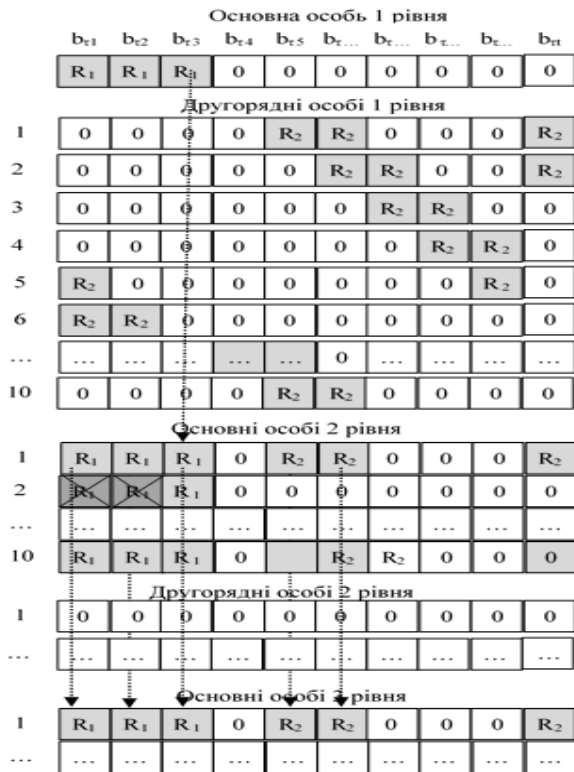 Основна особь 1 рівня
bτ1 bτ2 bτ3 bτ4 bτ5 bτ... bτ... bτ... bτ... bτt
R1 R1 R1 0 0 0 0 0 0 0
Другорядні особі 1 рівня
1 0 0 0 0 R2 R2 0 0 0 R2
2 0 0 0 0 0 R2 R2 0 0 R2
3 0 0 0 0 0 0 R2 R2 0 0
4 0 0 0 0 0 0 0 R2 R2 0
5 R2 0 0 0 0 0 0 0 R2 0
6 R2 R2 0 0 0 0 0 0 0 0
... ... ... ... ... ... 0 ... ... ... ...
10 0 0 0 0 R2 R2 0 0 0 0
Основні особі 2 рівня
1 R1 R1 R1 0 R2 R2 0 0 0 R2
2 R1 R1 R1 0 0 0 0 0 0 0
... ... ... ... ... ... ... ... ... ... ...
10 R1 R1 R1 0 R2 R2 0 0 0
Другорядні особі 2 рівня
1 0 0 0 0 0 0 0 0 0 0
... ... ... ... ... ... ... ... ... ... ...
Основні особі 3 рівня
1 R1 R1 R1 0 R2 R2 0 0 0 R2
... ... ... ... ... ... ... ... ... ... ...